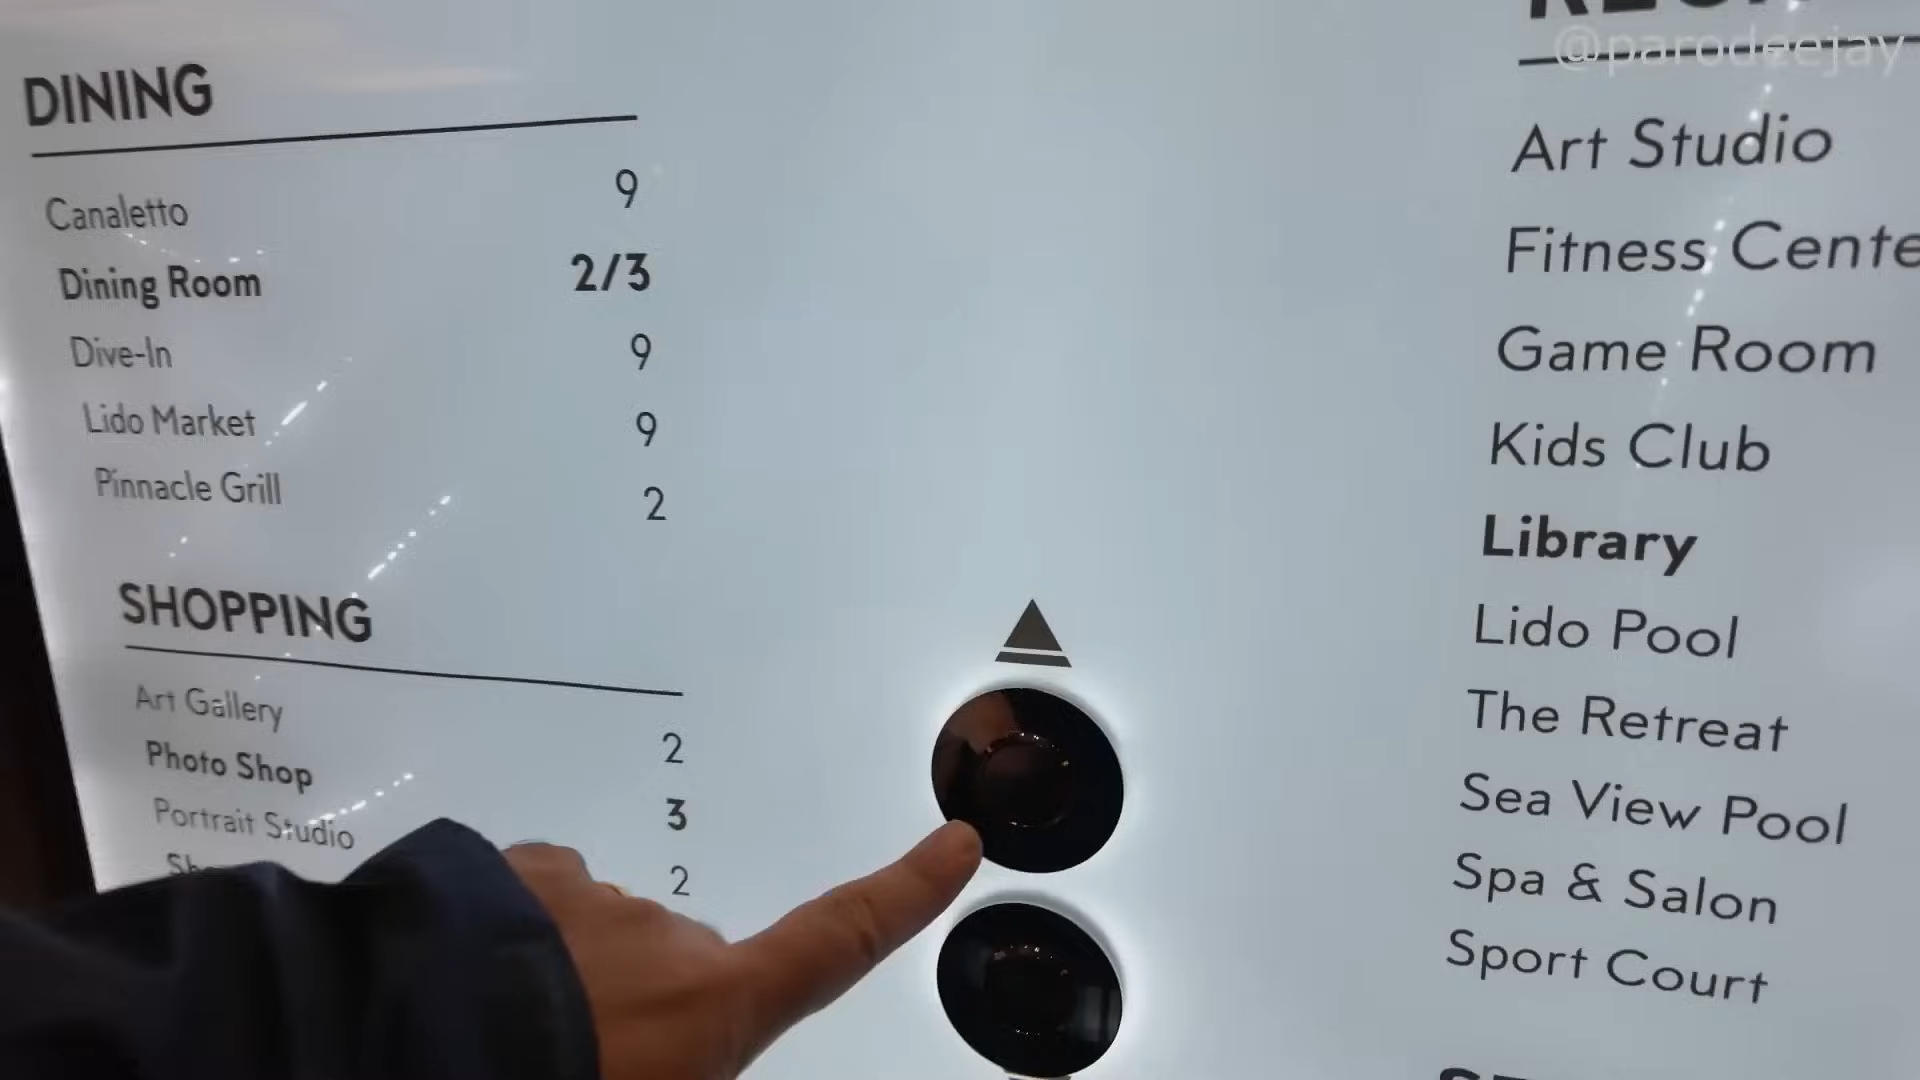 @parodeejay
DINING
Canaletto 9
Dining Room 2/3
Dive-In 9
Lido Market 9
Pinnacle Grill 2
SHOPPING
Art Gallery 2
Photo Shop 3
Portrait Studio 2
Art Studio
Fitness Cente
Game Room
Kids Club
Library
Lido Pool
The Retreat
Sea View Pool
Spa & Salon
Sport Court